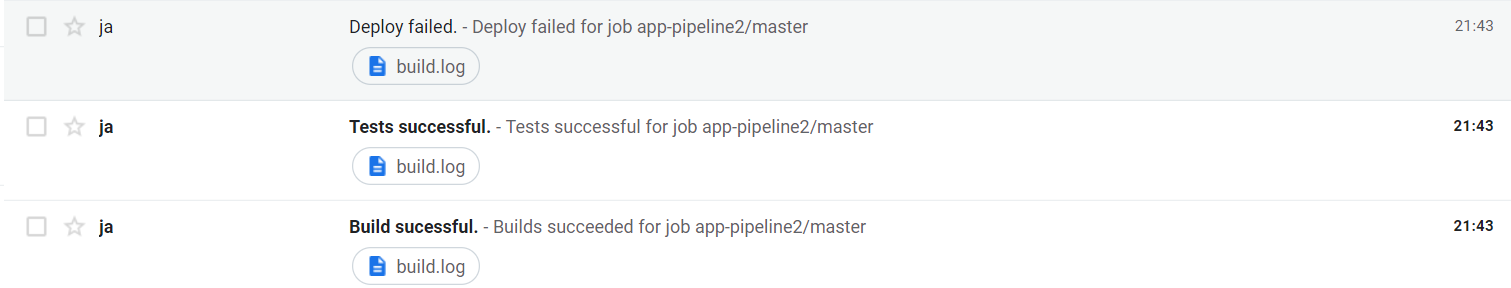 ja Deploy failed. - Deploy failed for job app-pipeline2/master 21:43
build.log
ja Tests successful. - Tests successful for job app-pipeline2/master 21:43
build.log
ja Build sucessful. - Builds succeeded for job app-pipeline2/master 21:43
build.log